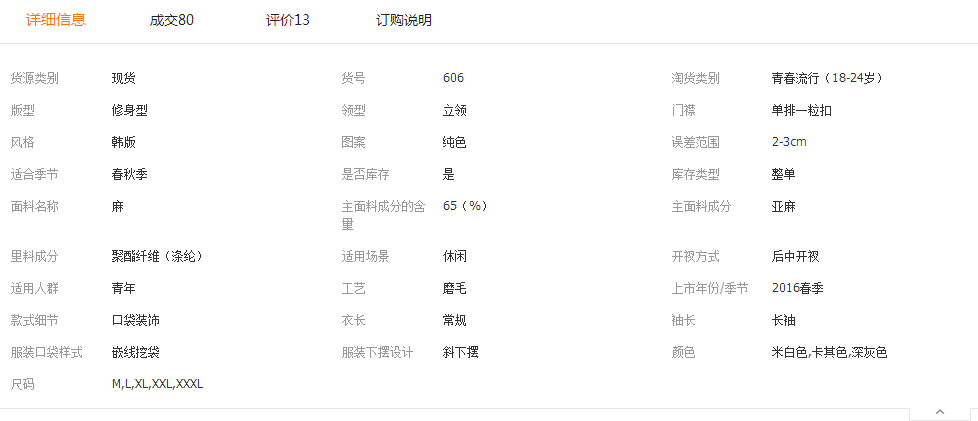 详细信息 成交80 评价13 订购说明
货源类别 现货 货号 606 淘货类别 青春流行（18-24岁）
版型 修身型 领型 立领 门襟 单排一粒扣
风格 韩版 图案 纯色 误差范围 2-3cm
适合季节 春秋季 是否库存 是 库存类型 整单
面料名称 麻 主面料成分的含 65（%） 主面料成分 亚麻
量
里料成分 聚酯纤维（涤纶） 适用场景 休闲 开衩方式 后中开衩
适用人群 青年 工艺 磨毛 上市年份/季节 2016春季
款式细节 口袋装饰 衣长 常规 袖长 长袖
服装口袋样式 嵌线挖袋 服装下摆设计 斜下摆 颜色 米白色,卡其色,深灰色
尺码 M,L,XL,XXL,XXXL